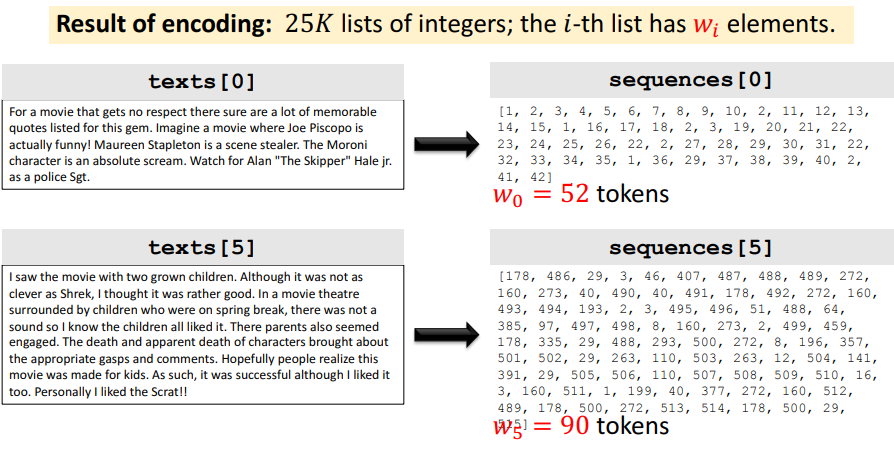 Result of encoding: 25K lists of integers; the i-th list has wᵢ elements.
texts[0]
For a movie that gets no respect there sure are a lot of memorable
quotes listed for this gem. Imagine a movie where Joe Piscopo is
actually funny! Maureen Stapleton is a scene stealer. The Moroni
character is an absolute scream. Watch for Alan "The Skipper" Hale jr.
as a police Sgt.
sequences[0]
[1, 2, 3, 4, 5, 6, 7, 8, 9, 10, 2, 11, 12, 13,
14, 15, 1, 16, 17, 18, 2, 3, 19, 20, 21, 22,
23, 24, 25, 26, 22, 2, 27, 28, 29, 30, 31, 22,
32, 33, 34, 35, 1, 36, 29, 37, 38, 39, 40, 2,
41, 42]
w₀ = 52 tokens
texts[5]
I saw the movie with two grown children. Although it was not as
clever as Shrek, I thought it was rather good. In a movie theatre
surrounded by children who were on spring break, there was not a
sound so I know the children all liked it. There parents also seemed
engaged. The death and apparent death of characters brought about
the appropriate gasps and comments. Hopefully people realize this
movie was made for kids. As such, it was successful although I liked it
too. Personally I liked the Scrat!!
sequences[5]
[178, 486, 29, 3, 46, 407, 487, 488, 489, 272,
160, 273, 40, 490, 40, 491, 178, 492, 272, 160,
493, 494, 193, 2, 3, 495, 496, 51, 488, 64,
385, 97, 497, 498, 8, 160, 273, 2, 499, 459,
178, 335, 29, 488, 293, 500, 272, 8, 196, 357,
501, 502, 29, 263, 110, 503, 263, 12, 504, 141,
391, 29, 505, 506, 110, 507, 508, 509, 510, 16,
3, 160, 511, 1, 199, 40, 377, 272, 160, 512,
489, 178, 500, 272, 513, 514, 178, 500, 29,
515]
w₅ = 90 tokens